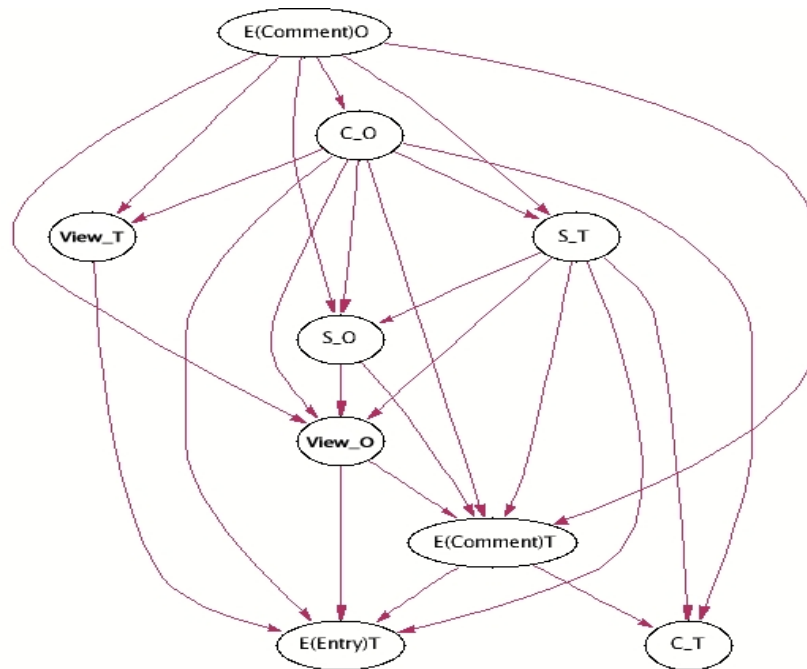 E(Comment)O
C_O
View_T
S_T
S_O
View_O
E(Comment)T
E(Entry)T
C_T